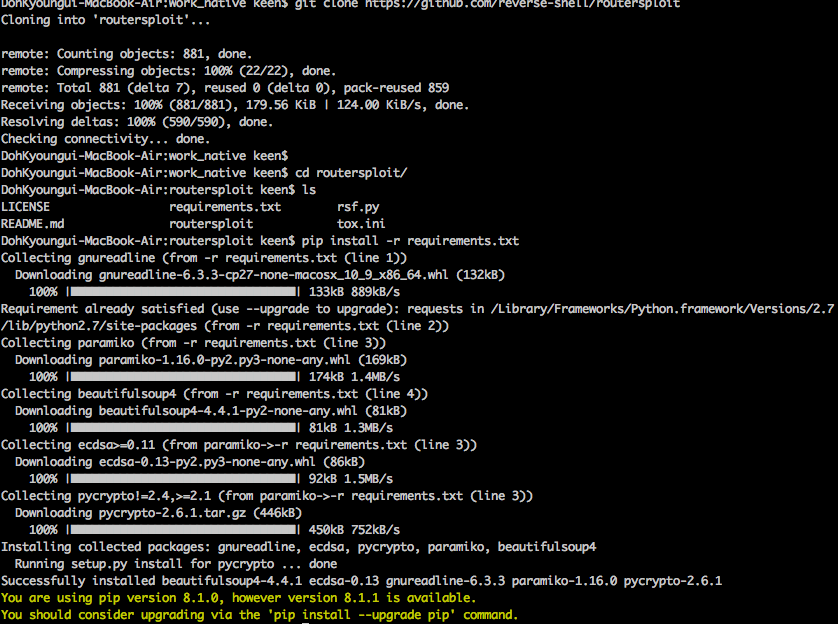 DohKyoungui-MacBook-Air:work_native keen$ git clone https://github.com/reverse-shell/routersploit
Cloning into 'routersploit'...
remote: Counting objects: 881, done.
remote: Compressing objects: 100% (22/22), done.
remote: Total 881 (delta 7), reused 0 (delta 0), pack-reused 859
Receiving objects: 100% (881/881), 179.56 KiB | 124.00 KiB/s, done.
Resolving deltas: 100% (590/590), done.
Checking connectivity... done.
DohKyoungui-MacBook-Air:work_native keen$
DohKyoungui-MacBook-Air:work_native keen$ cd routersploit/
DohKyoungui-MacBook-Air:routersploit keen$ ls
LICENSE requirements.txt rsf.py
README.md routersploit tox.ini
DohKyoungui-MacBook-Air:routersploit keen$ pip install -r requirements.txt
Collecting gnureadline (from -r requirements.txt (line 1))
Downloading gnureadline-6.3.3-cp27-none-macosx_10_9_x86_64.whl (132kB)
100% || 133kB 889kB/s
Requirement already satisfied (use --upgrade to upgrade): requests in /Library/Frameworks/Python.framework/Versions/2.7
/lib/python2.7/site-packages (from -r requirements.txt (line 2))
Collecting paramiko (from -r requirements.txt (line 3))
Downloading paramiko-1.16.0-py2.py3-none-any.whl (169kB)
100% || 174kB 1.4MB/s
Collecting beautifulsoup4 (from -r requirements.txt (line 4))
Downloading beautifulsoup4-4.4.1-py2-none-any.whl (81kB)
100% || 81kB 1.3MB/s
Collecting ecdsa>=0.11 (from paramiko->-r requirements.txt (line 3))
Downloading ecdsa-0.13-py2.py3-none-any.whl (86kB)
100% || 92kB 1.5MB/s
Collecting pycrypto!=2.4,>=2.1 (from paramiko->-r requirements.txt (line 3))
Downloading pycrypto-2.6.1.tar.gz (446kB)
100% || 450kB 752kB/s
Installing collected packages: gnureadline, ecdsa, pycrypto, paramiko, beautifulsoup4
Running setup.py install for pycrypto ... done
Successfully installed beautifulsoup4-4.4.1 ecdsa-0.13 gnureadline-6.3.3 paramiko-1.16.0 pycrypto-2.6.1
You are using pip version 8.1.0, however version 8.1.1 is available.
You should consider upgrading via the 'pip install --upgrade pip' command.